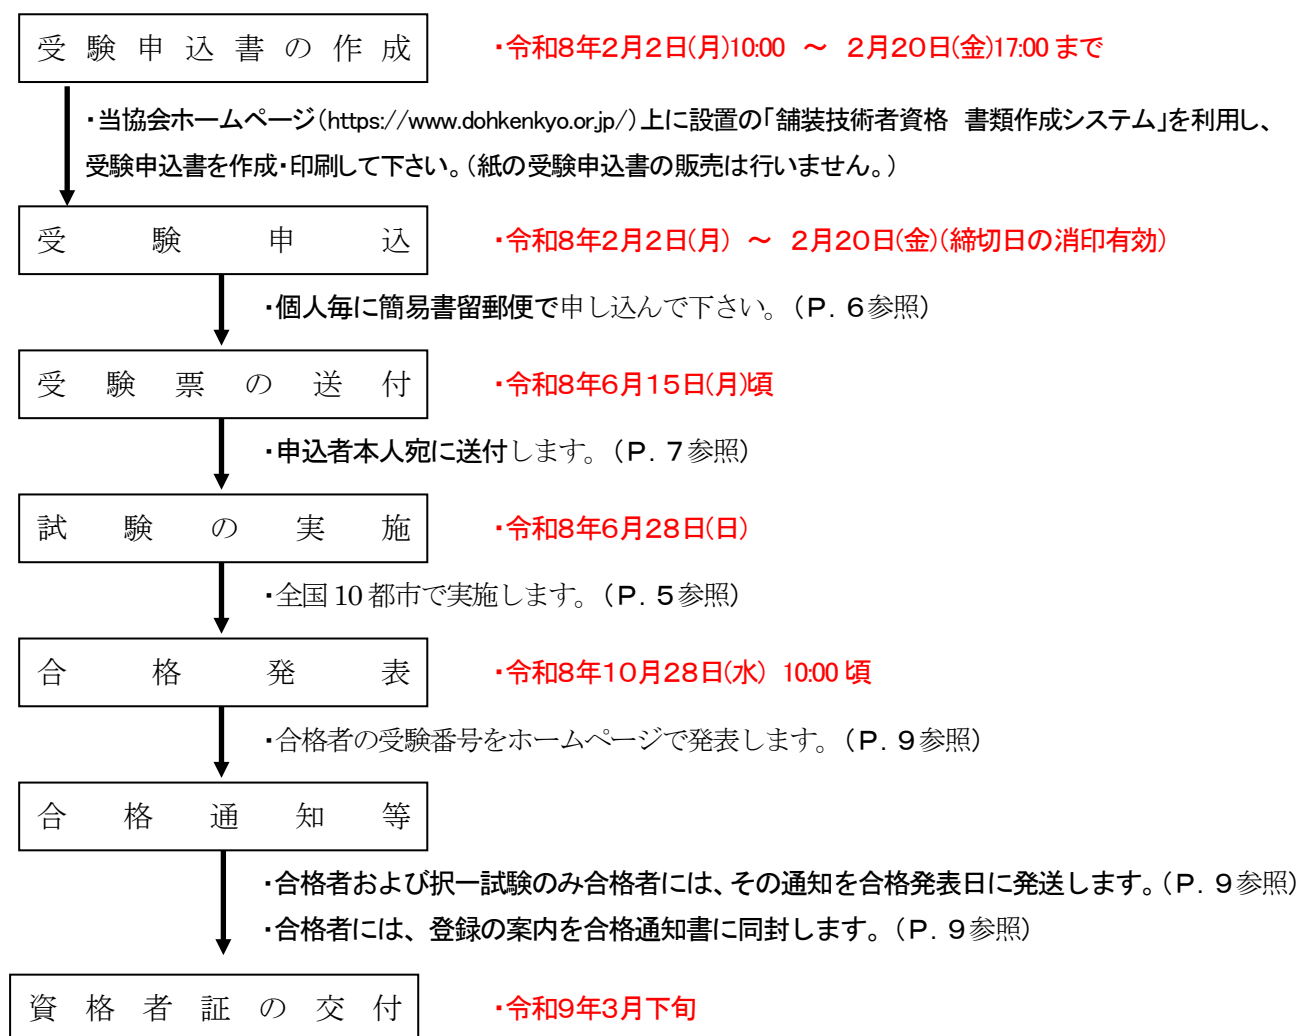 受験申込書の作成 ・令和8年2月2日(月)10:00 ～ 2月20日(金)17:00 まで
・当協会ホームページ(https://www.dohkenkyo.or.jp/)上に設置の「舗装技術者資格 書類作成システム」を利用し、
受験申込書を作成・印刷して下さい。(紙の受験申込書の販売は行いません。)
受験申込 ・令和8年2月2日(月) ～ 2月20日(金)(締切日の消印有効)
・個人毎に簡易書留郵便で申し込んで下さい。(P.6参照)
受験票の送付 ・令和8年6月15日(月)頃
・申込者本人宛に送付します。(P.7参照)
試験の実施 ・令和8年6月28日(日)
・全国10都市で実施します。(P.5参照)
合格発表 ・令和8年10月28日(水) 10:00頃
・合格者の受験番号をホームページで発表します。(P.9参照)
合格通知等
・合格者および択一試験のみ合格者には、その通知を合格発表日に発送します。(P.9参照)
・合格者には、登録の案内を合格通知書に同封します。(P.9参照)
資格者証の交付 ・令和9年3月下旬